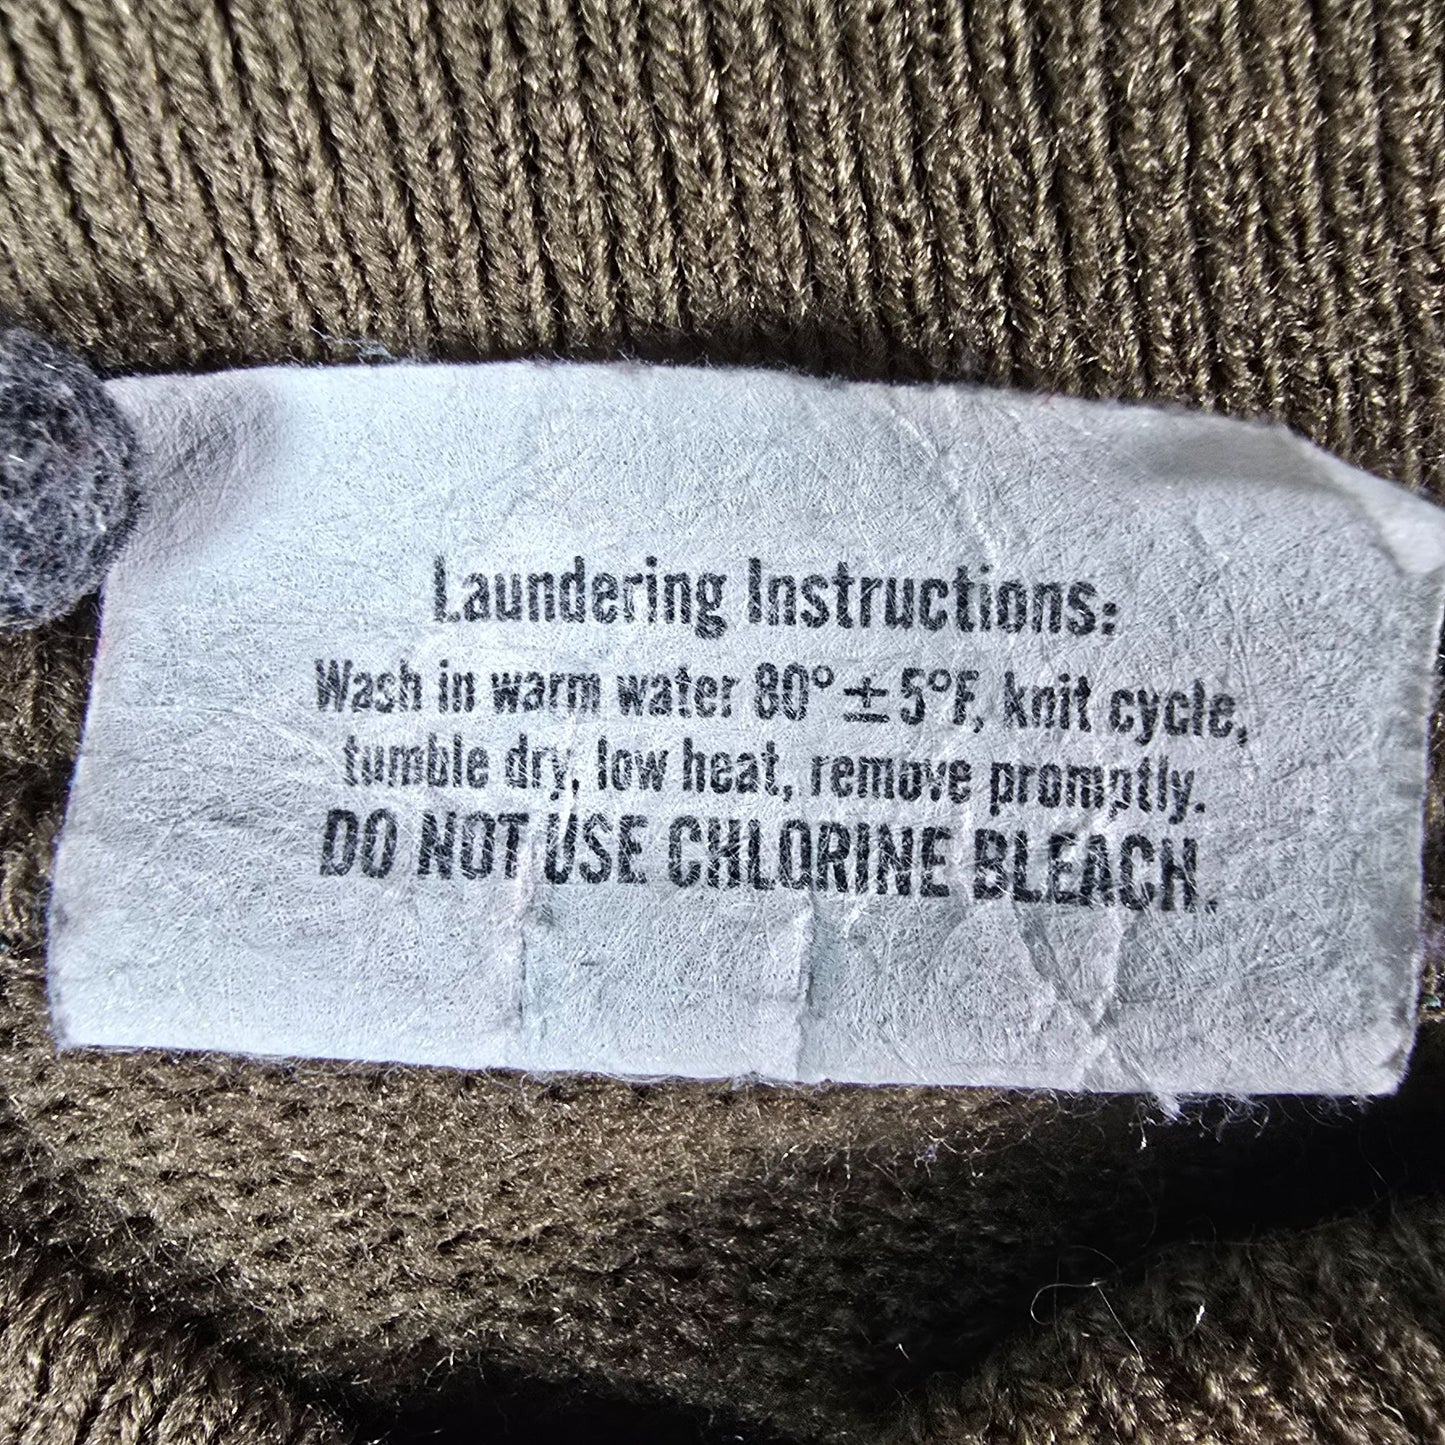 Laundering Instructions:
Wash in warm water 80° ± 5°F, knit cycle,
tumble dry, low heat, remove promptly.
DO NOT USE CHLORINE BLEACH.